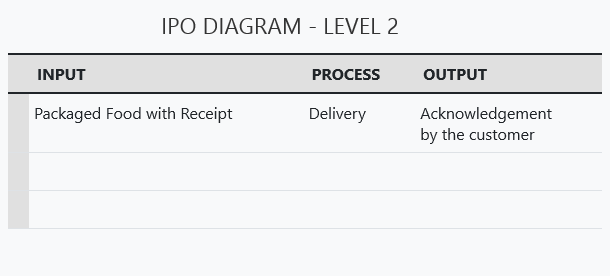 IPO DIAGRAM - LEVEL 2
INPUT PROCESS OUTPUT
Packaged Food with Receipt Delivery Acknowledgement
by the customer